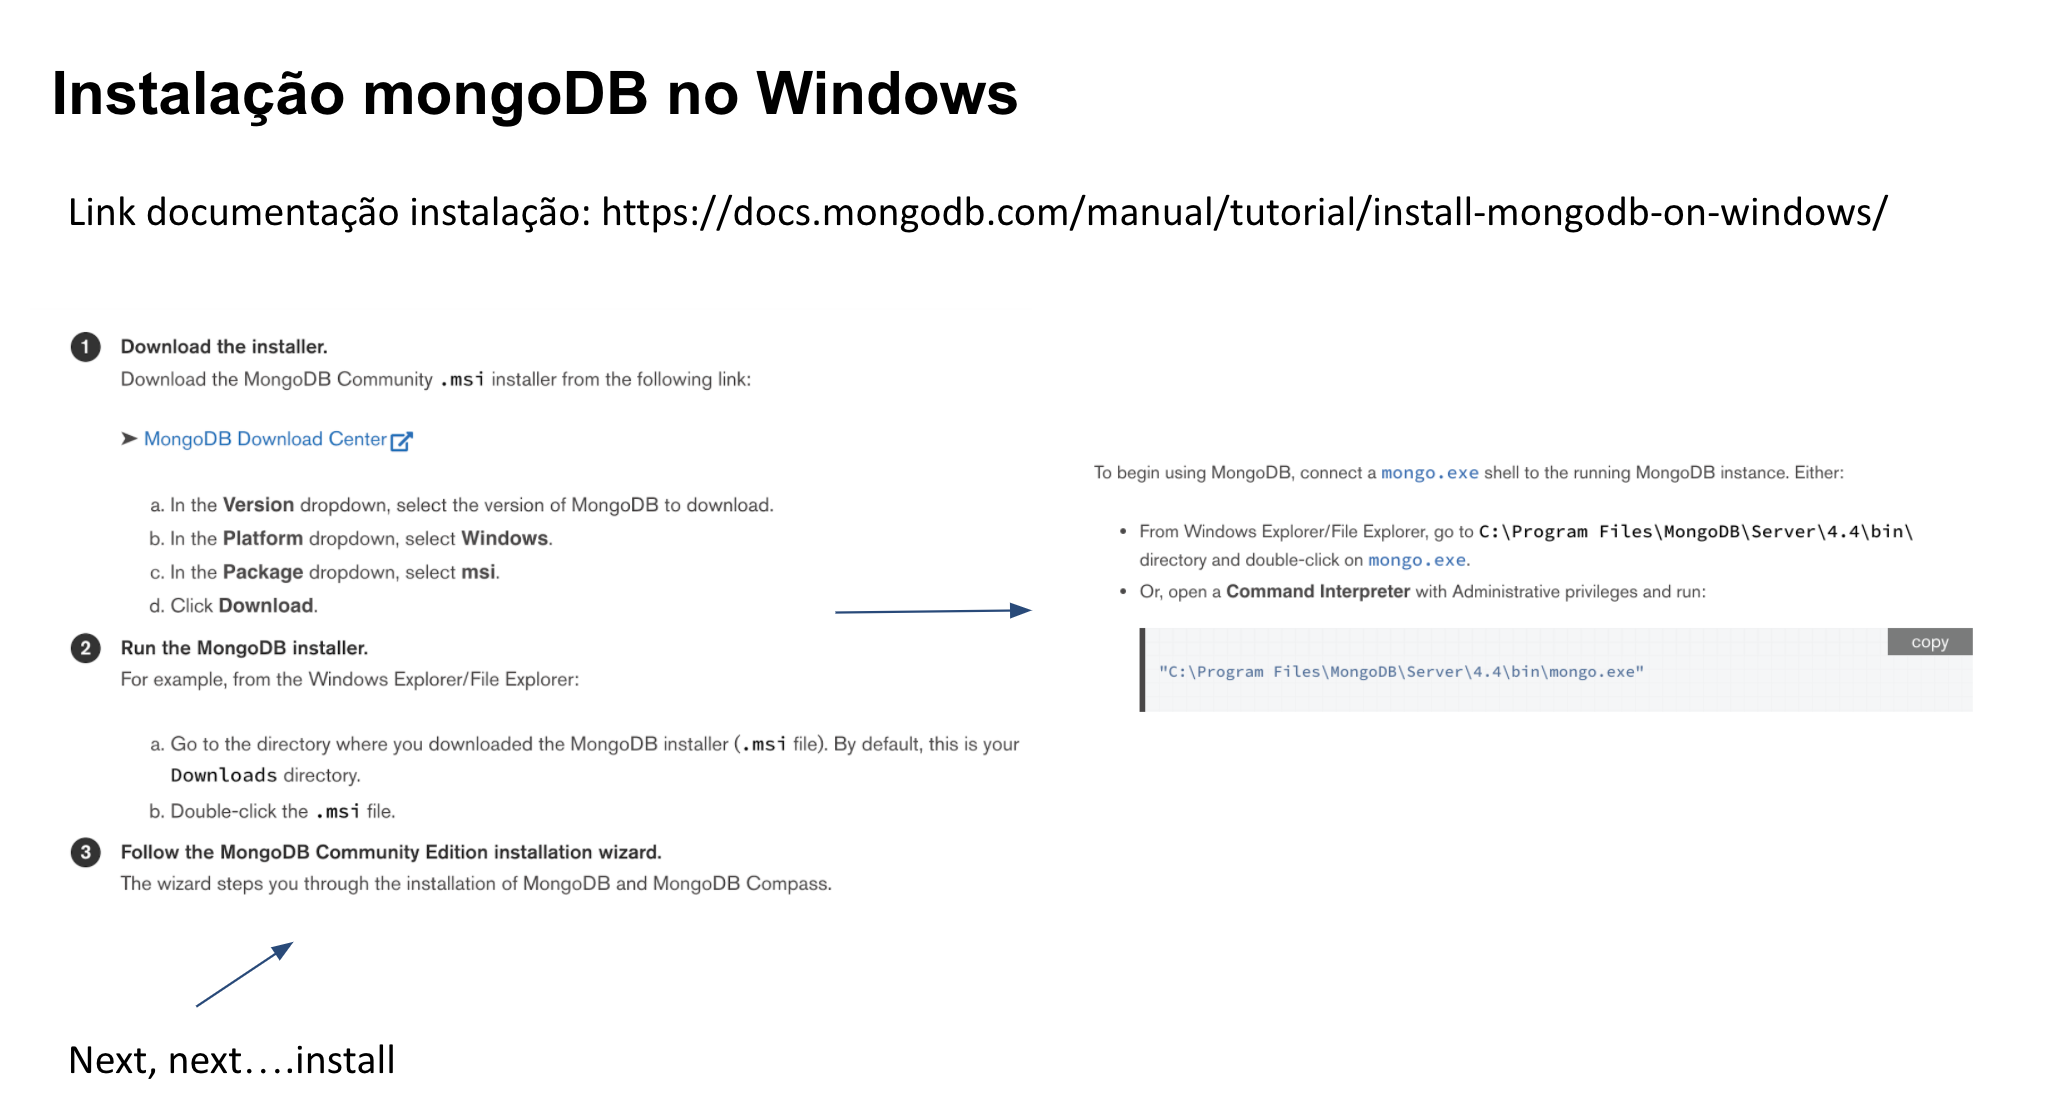 Instalação mongoDB no Windows
Link documentação instalação: https://docs.mongodb.com/manual/tutorial/install-mongodb-on-windows/
1 Download the installer.
Download the MongoDB Community .msi installer from the following link:
➤ MongoDB Download Center
a. In the Version dropdown, select the version of MongoDB to download.
b. In the Platform dropdown, select Windows.
c. In the Package dropdown, select msi.
d. Click Download.
2 Run the MongoDB installer.
For example, from the Windows Explorer/File Explorer:
a. Go to the directory where you downloaded the MongoDB installer (.msi file). By default, this is your
Downloads directory.
b. Double-click the .msi file.
3 Follow the MongoDB Community Edition installation wizard.
The wizard steps you through the installation of MongoDB and MongoDB Compass.
Next, next….install
To begin using MongoDB, connect a mongo.exe shell to the running MongoDB instance. Either:
• From Windows Explorer/File Explorer, go to C:\Program Files\MongoDB\Server\4.4\bin\
directory and double-click on mongo.exe.
• Or, open a Command Interpreter with Administrative privileges and run:
copy
"C:\Program Files\MongoDB\Server\4.4\bin\mongo.exe"